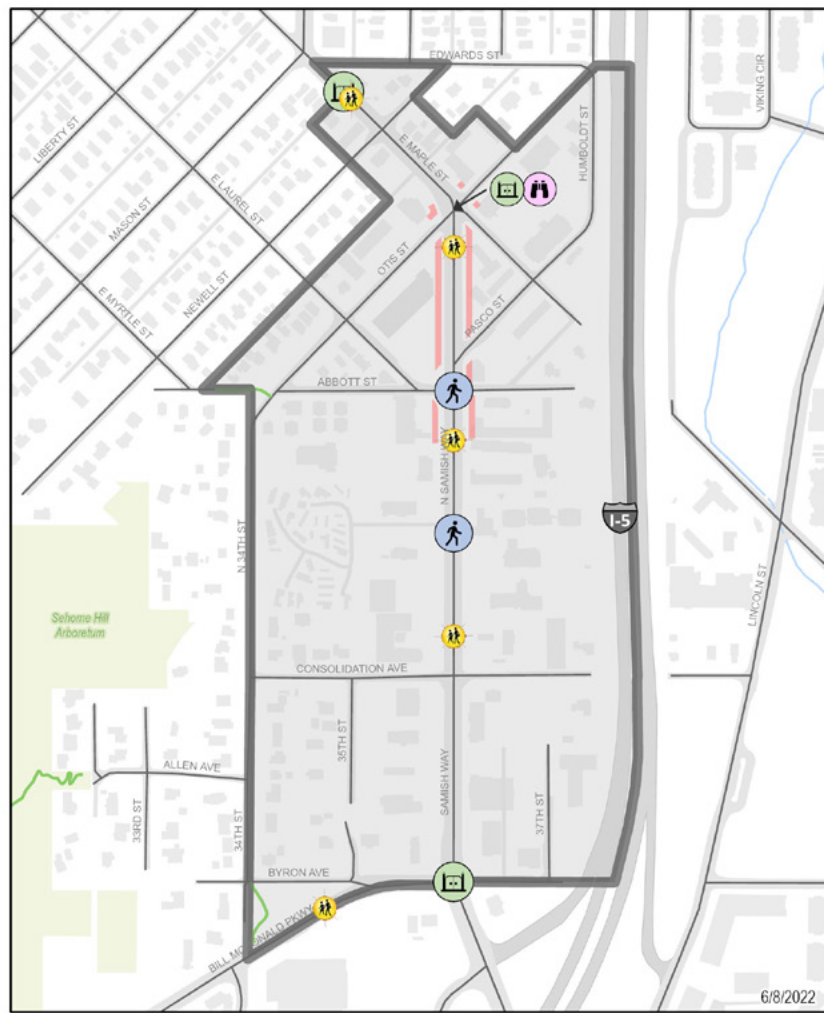 EDWARDS ST
VIKING CIR
LIBERTY ST
HUMBOLDT ST
E MAPLE ST
MASON ST
E LAUREL ST
OTIS ST
NEWELL ST
E MYRTLE ST
PASCO ST
ABBOTT ST
N SAMISH WAY
I-5
N 34TH ST
LINCOLN ST
Sehome Hill
Arboretum
CONSOLIDATION AVE
35TH ST
SAMISH WAY
ALLEN AVE
33RD ST
34TH ST
37TH ST
BYRON AVE
BILL MCDONALD PKWY
6/8/2022